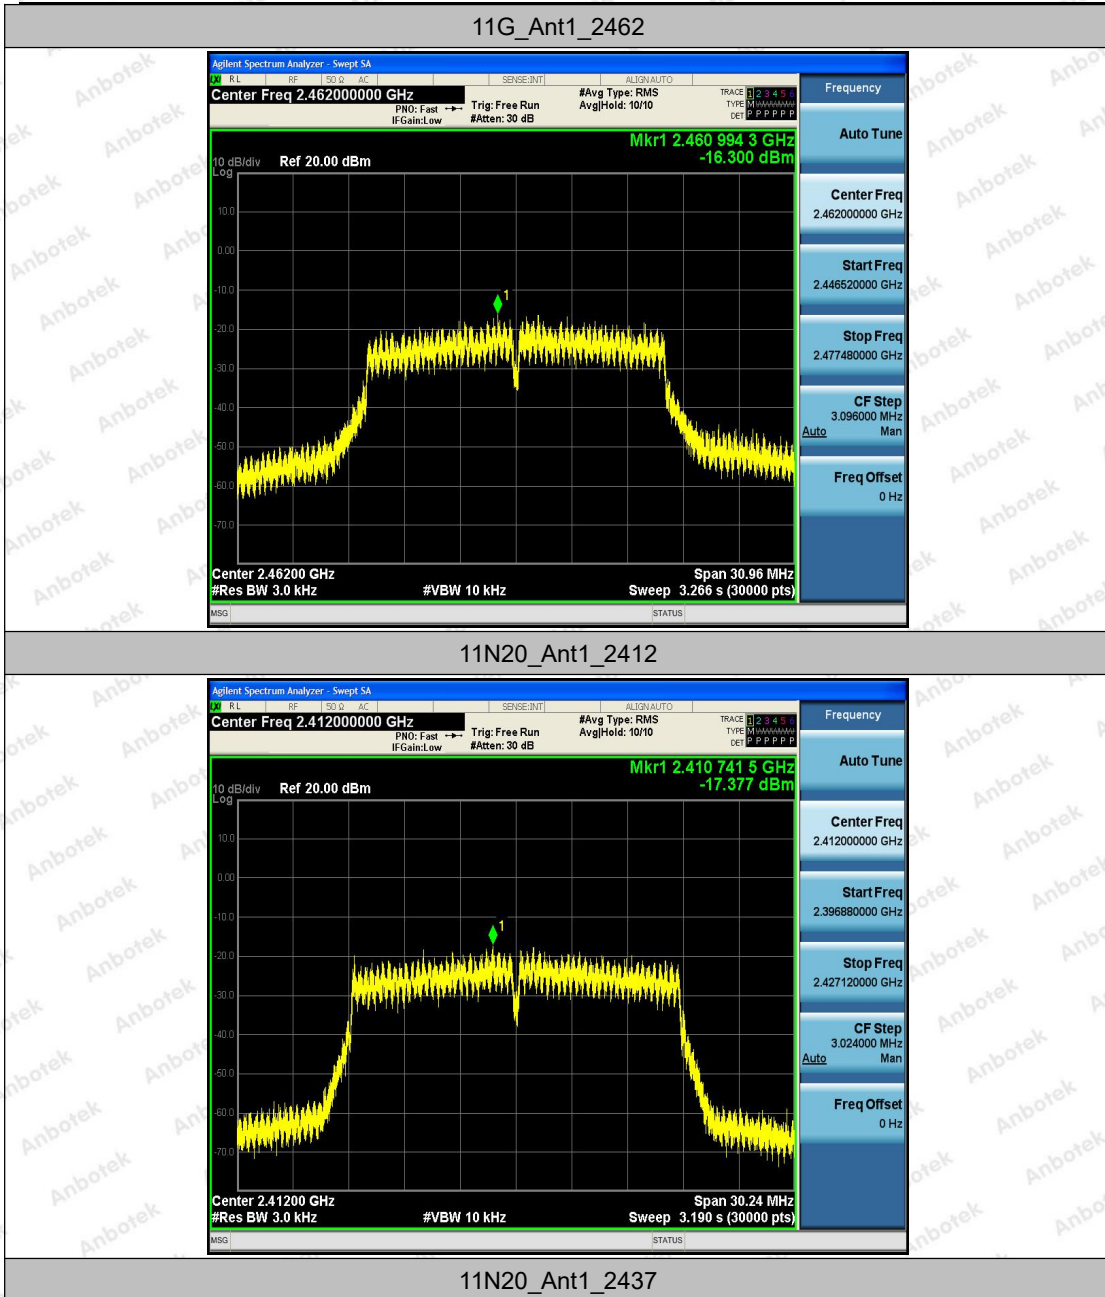 11G_Ant1_2462
Agilent Spectrum Analyzer - Swept SA
LXI RL RF 50 Ω AC SENSE:INT ALIGNAUTO
Center Freq 2.462000000 GHz
PNO: Fast
IFGain:Low
Trig: Free Run
#Atten: 30 dB
#Avg Type: RMS
Avg|Hold: 10/10
TRACE 1 2 3 4 5 6
TYPE M
DET P P P P P P
Mkr1 2.460 994 3 GHz
-16.300 dBm
10 dB/div Ref 20.00 dBm
Log
10.0
0.00
-10.0
-20.0
-30.0
-40.0
-50.0
-60.0
-70.0
1
Center 2.46200 GHz Span 30.96 MHz
#Res BW 3.0 kHz #VBW 10 kHz Sweep 3.266 s (30000 pts)
MSG STATUS
Frequency
Auto Tune
Center Freq
2.462000000 GHz
Start Freq
2.446520000 GHz
Stop Freq
2.477480000 GHz
CF Step
3.096000 MHz
Auto Man
Freq Offset
0 Hz
11N20_Ant1_2412
Agilent Spectrum Analyzer - Swept SA
LXI RL RF 50 Ω AC SENSE:INT ALIGNAUTO
Center Freq 2.412000000 GHz
PNO: Fast
IFGain:Low
Trig: Free Run
#Atten: 30 dB
#Avg Type: RMS
Avg|Hold: 10/10
TRACE 1 2 3 4 5 6
TYPE M
DET P P P P P P
Mkr1 2.410 741 5 GHz
-17.377 dBm
10 dB/div Ref 20.00 dBm
Log
10.0
0.00
-10.0
-20.0
-30.0
-40.0
-50.0
-60.0
-70.0
1
Center 2.41200 GHz Span 30.24 MHz
#Res BW 3.0 kHz #VBW 10 kHz Sweep 3.190 s (30000 pts)
MSG STATUS
Frequency
Auto Tune
Center Freq
2.412000000 GHz
Start Freq
2.396880000 GHz
Stop Freq
2.427120000 GHz
CF Step
3.024000 MHz
Auto Man
Freq Offset
0 Hz
11N20_Ant1_2437
Anbotek